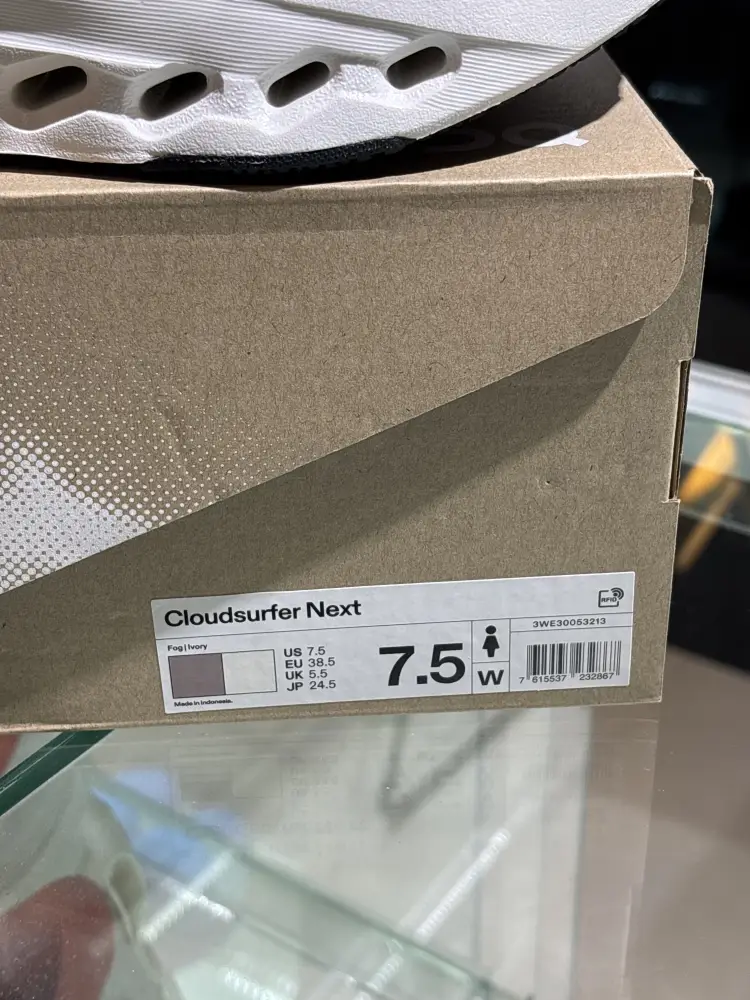 Cloudsurfer Next
RFID
Fog | Ivory
US 7.5
EU 38.5
UK 5.5
JP 24.5
7.5
W
3WE30053213
7 615537 232867
Made in Indonesia.